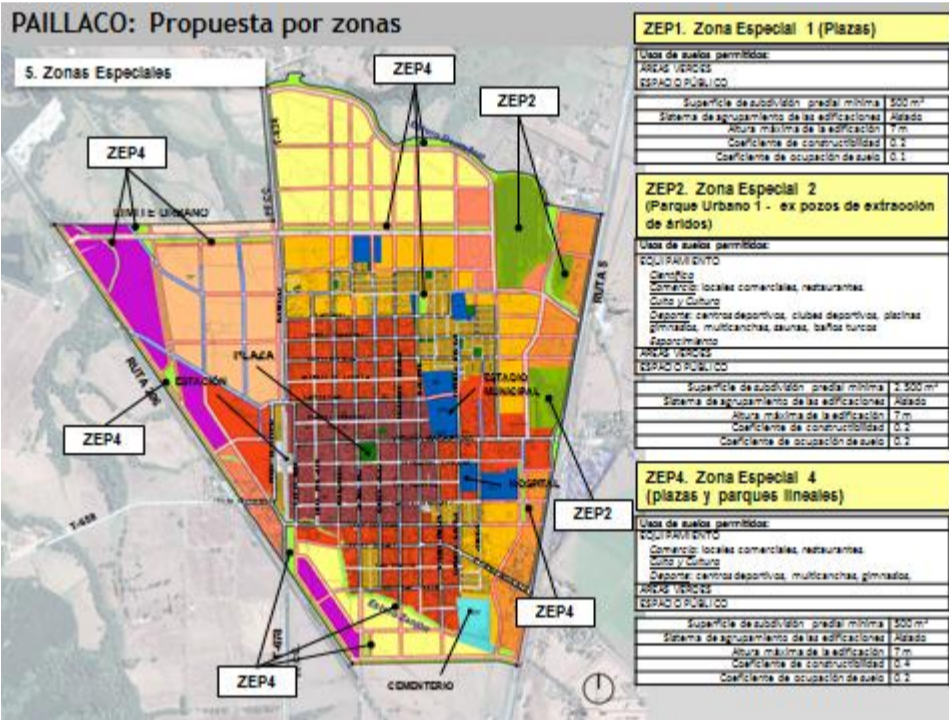 PAILLACO: Propuesta por zonas
5. Zonas Especiales
ZEP4
ZEP2
ZEP4
LIMITE URBANO
RUTA 5
PLAZA
ESTACIÓN
ESTADIO
MUNICIPAL
RUTA 206
ZEP4
HOSPITAL
ZEP2
T-688
ZEP4
Estero Zanjón
ZEP4
CEMENTERIO
ZEP1. Zona Especial 1 (Plazas)
Usos de suelos permitidos:
ÁREAS VERDES
ESPACIO PÚBLICO
Superficie de subdivisión predial mínima 500 m²
Sistema de agrupamiento de las edificaciones Aislado
Altura máxima de la edificación 7 m
Coeficiente de constructibilidad 0.2
Coeficiente de ocupación de suelo 0.1
ZEP2. Zona Especial 2
(Parque Urbano 1 - ex pozos de extracción
de áridos)
Usos de suelos permitidos:
EQUIPAMIENTO
Científico
Comercio: locales comerciales, restaurantes.
Culto y Cultura
Deporte: centros deportivos, clubes deportivos, piscinas
gimnasios, multicanchas, saunas, baños turcos
Esparcimiento
ÁREAS VERDES
ESPACIO PÚBLICO
Superficie de subdivisión predial mínima 2.500 m²
Sistema de agrupamiento de las edificaciones Aislado
Altura máxima de la edificación 7 m
Coeficiente de constructibilidad 0.2
Coeficiente de ocupación de suelo 0.2
ZEP4. Zona Especial 4
(plazas y parques lineales)
Usos de suelos permitidos:
EQUIPAMIENTO
Comercio: locales comerciales, restaurantes.
Culto y Cultura
Deporte: centros deportivos, multicanchas, gimnasios,
ÁREAS VERDES
ESPACIO PÚBLICO
Superficie de subdivisión predial mínima 500 m²
Sistema de agrupamiento de las edificaciones Aislado
Altura máxima de la edificación 7 m
Coeficiente de constructibilidad 0.4
Coeficiente de ocupación de suelo 0.2